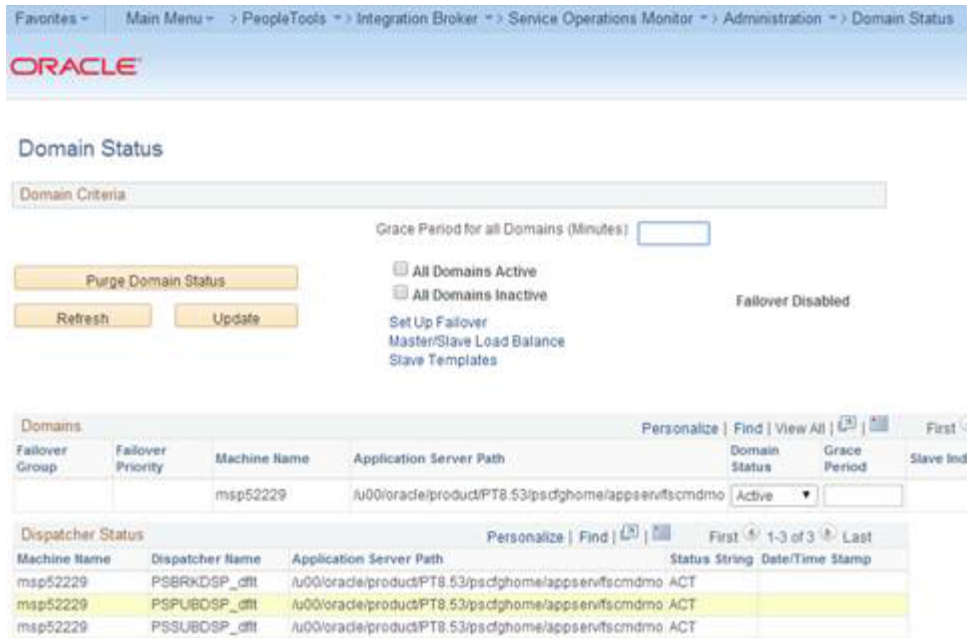 Favorites Main Menu > PeopleTools > Integration Broker > Service Operations Monitor > Administration > Domain Status
ORACLE
Domain Status
Domain Criteria
Grace Period for all Domains (Minutes)
Purge Domain Status
All Domains Active
All Domains Inactive
Failover Disabled
Refresh Update
Set Up Failover
Master/Slave Load Balance
Slave Templates
Domains Personalize | Find | View All | | First
Failover Group Failover Priority Machine Name Application Server Path Domain Status Grace Period Slave Ind
msp52229 /u00/oracle/product/PT8.53/pscfghome/appserv/fscmdmo Active
Dispatcher Status Personalize | Find | | First 1-3 of 3 Last
Machine Name Dispatcher Name Application Server Path Status String Date/Time Stamp
msp52229 PSBRKDSP_dflt /u00/oracle/product/PT8.53/pscfghome/appserv/fscmdmo ACT
msp52229 PSPUBDSP_dflt /u00/oracle/product/PT8.53/pscfghome/appserv/fscmdmo ACT
msp52229 PSSUBDSP_dflt /u00/oracle/product/PT8.53/pscfghome/appserv/fscmdmo ACT